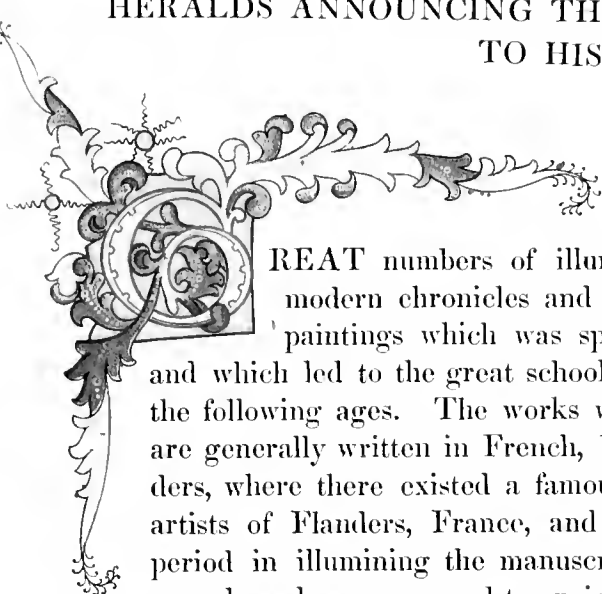 HERALDS ANNOUNCING TH
TO HIS
GREAT numbers of illu
modern chronicles and
paintings which was sp
and which led to the great school
the following ages. The works w
are generally written in French,
ders, where there existed a famou
artists of Flanders, France, and
period in illumining the manuscr